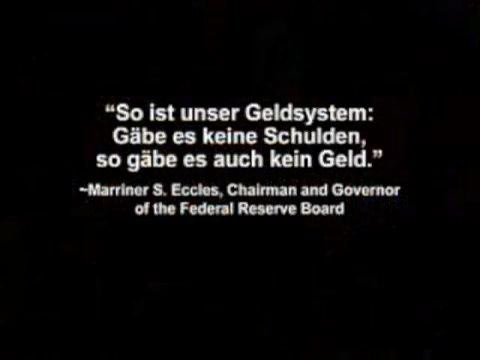 “So ist unser Geldsystem:
Gäbe es keine Schulden,
so gäbe es auch kein Geld.”
~Marriner S. Eccles, Chairman and Governor
of the Federal Reserve Board